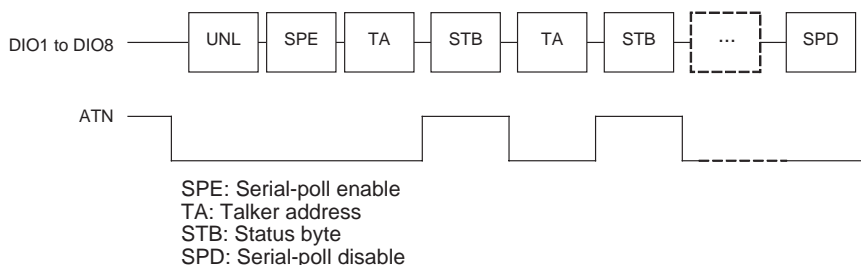 DIO1 to DIO8 UNL SPE TA STB TA STB ... SPD
ATN
SPE: Serial-poll enable
TA: Talker address
STB: Status byte
SPD: Serial-poll disable